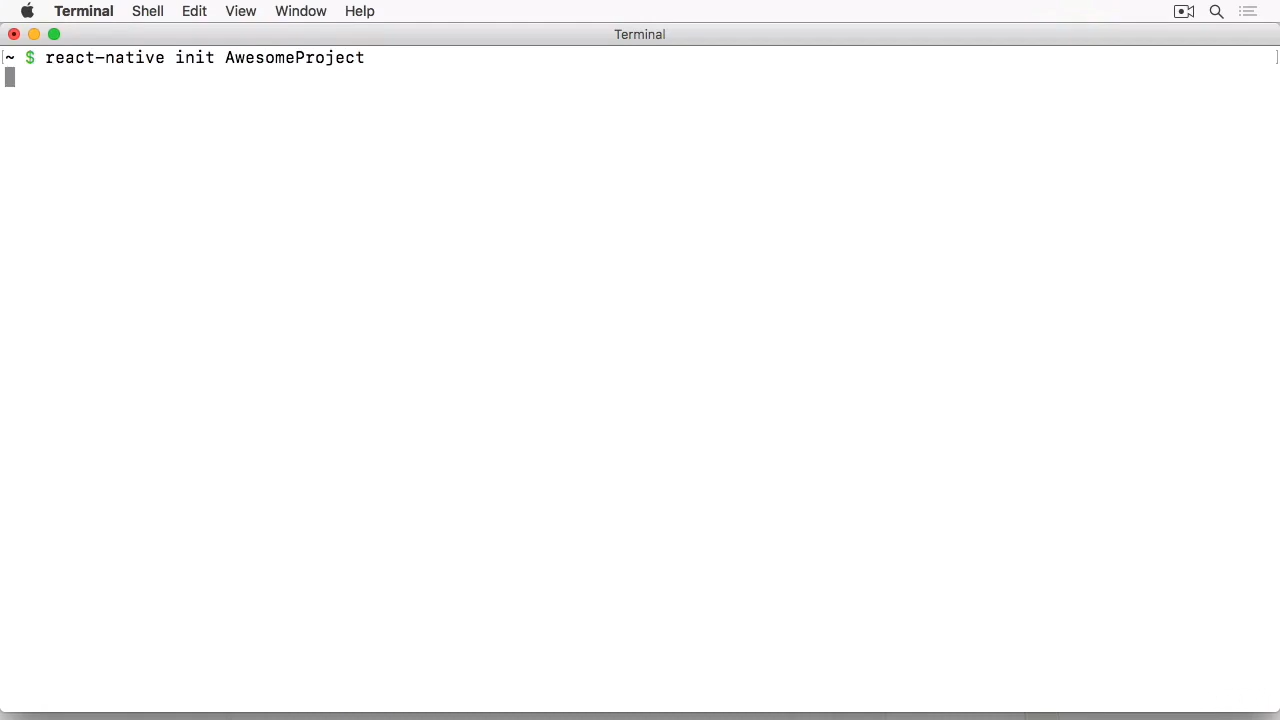 Terminal Shell Edit View Window Help
Terminal
[~ $ react-native init AwesomeProject ]